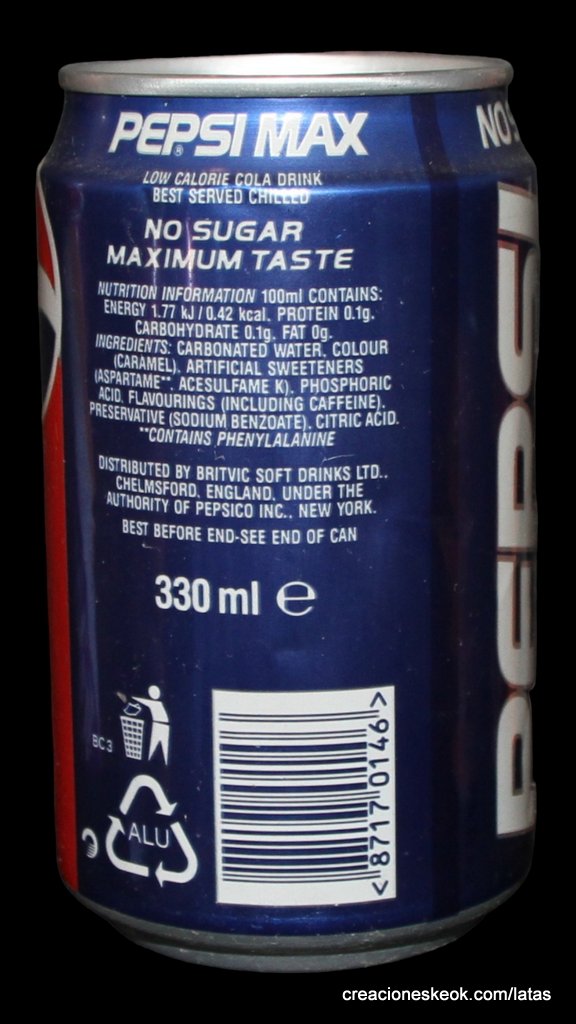 PEPSI MAX
®
NO S
LOW CALORIE COLA DRINK
BEST SERVED CHILLED
NO SUGAR
MAXIMUM TASTE
NUTRITION INFORMATION 100ml CONTAINS:
ENERGY 1.77 kJ / 0.42 kcal, PROTEIN 0.1g,
CARBOHYDRATE 0.1g, FAT 0g.
INGREDIENTS: CARBONATED WATER, COLOUR
(CARAMEL), ARTIFICIAL SWEETENERS
(ASPARTAME**, ACESULFAME K), PHOSPHORIC
ACID, FLAVOURINGS (INCLUDING CAFFEINE),
PRESERVATIVE (SODIUM BENZOATE), CITRIC ACID.
**CONTAINS PHENYLALANINE
DISTRIBUTED BY BRITVIC SOFT DRINKS LTD.,
CHELMSFORD, ENGLAND, UNDER THE
AUTHORITY OF PEPSICO INC., NEW YORK.
BEST BEFORE END-SEE END OF CAN
330 ml ℮
PEPSI
BC3
ALU
<8717 0146>
creacioneskeok.com/latas